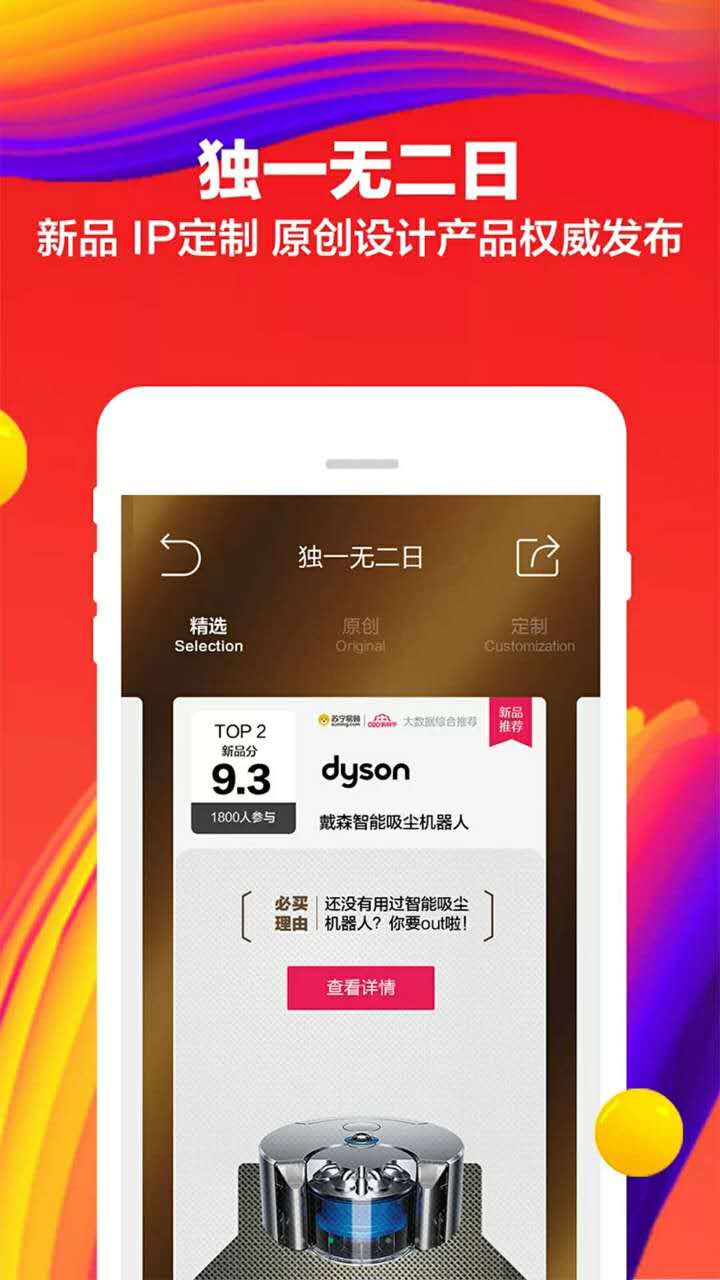 独一无二日
新品 IP定制 原创设计产品权威发布
独一无二日
精选
Selection
原创
Original
定制
Customization
TOP 2
新品分
9.3
1800人参与
苏宁易购
suning.com
大数据综合推荐
新品
推荐
dyson
戴森智能吸尘机器人
必买
理由
还没有用过智能吸尘
机器人？你要out啦！
查看详情